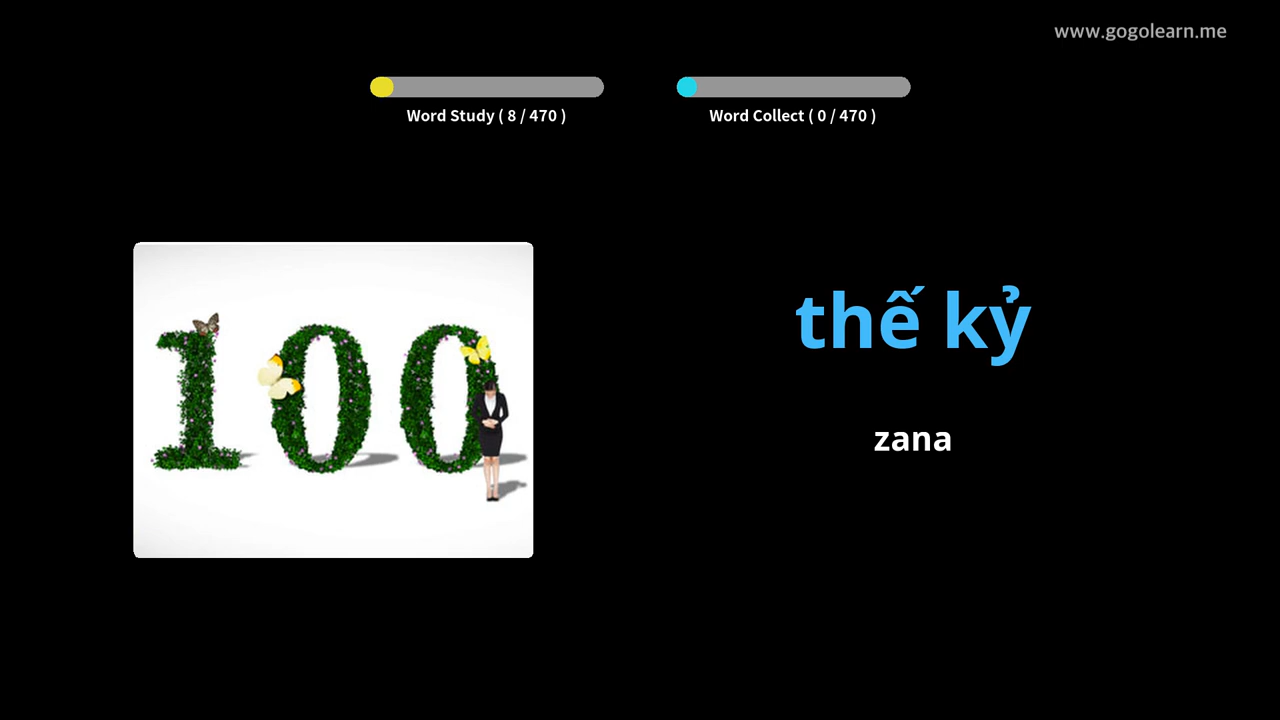 www.gogolearn.me
Word Study ( 8 / 470 )
Word Collect ( 0 / 470 )
100
thế kỷ
zana